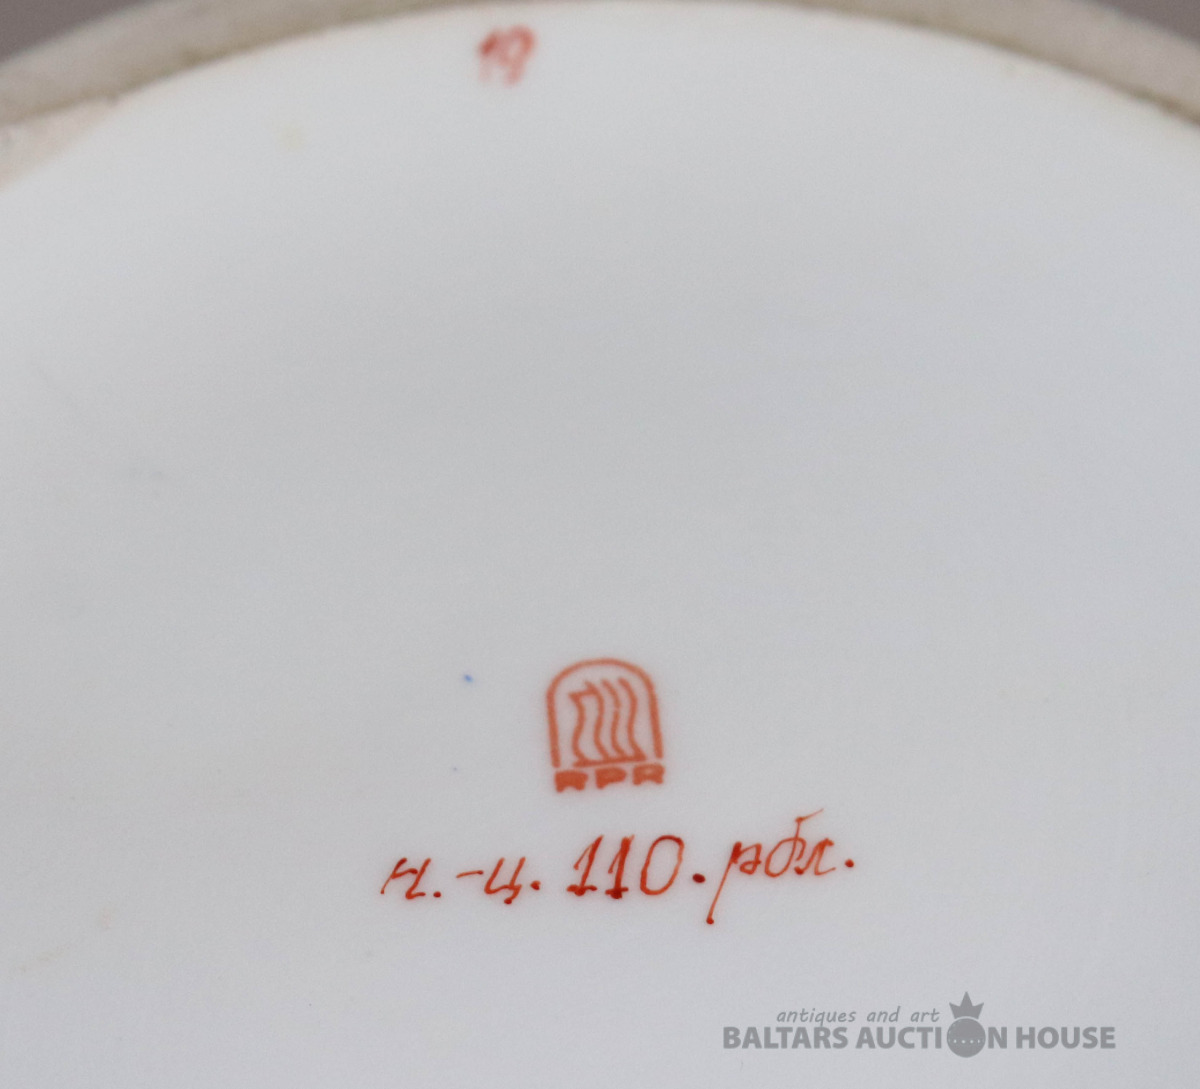 19
RPR
н.-ц. 110. рбл.
antiques and art
BALTARS AUCTION HOUSE